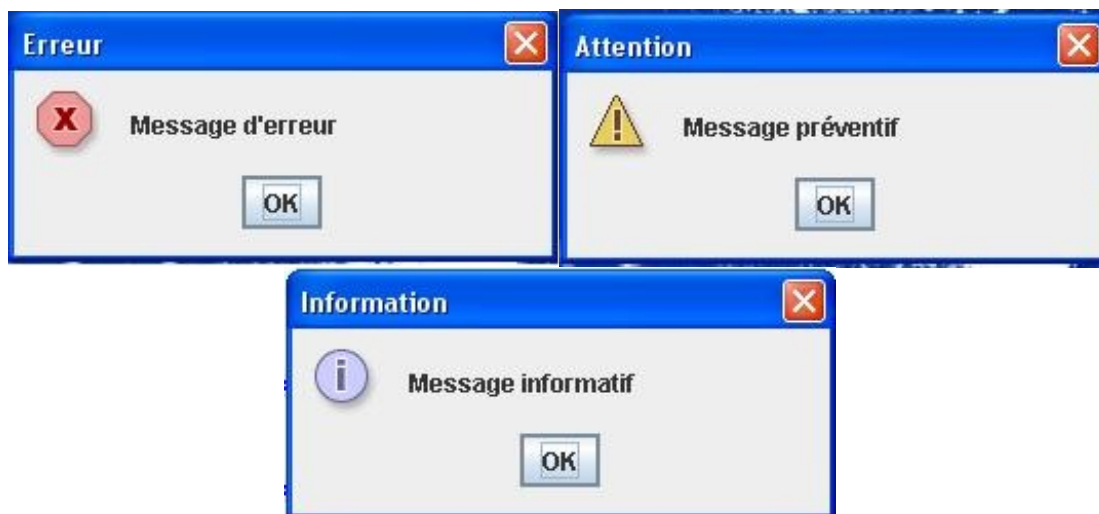 Erreur
Message d'erreur
OK
Attention
Message préventif
OK
Information
Message informatif
OK